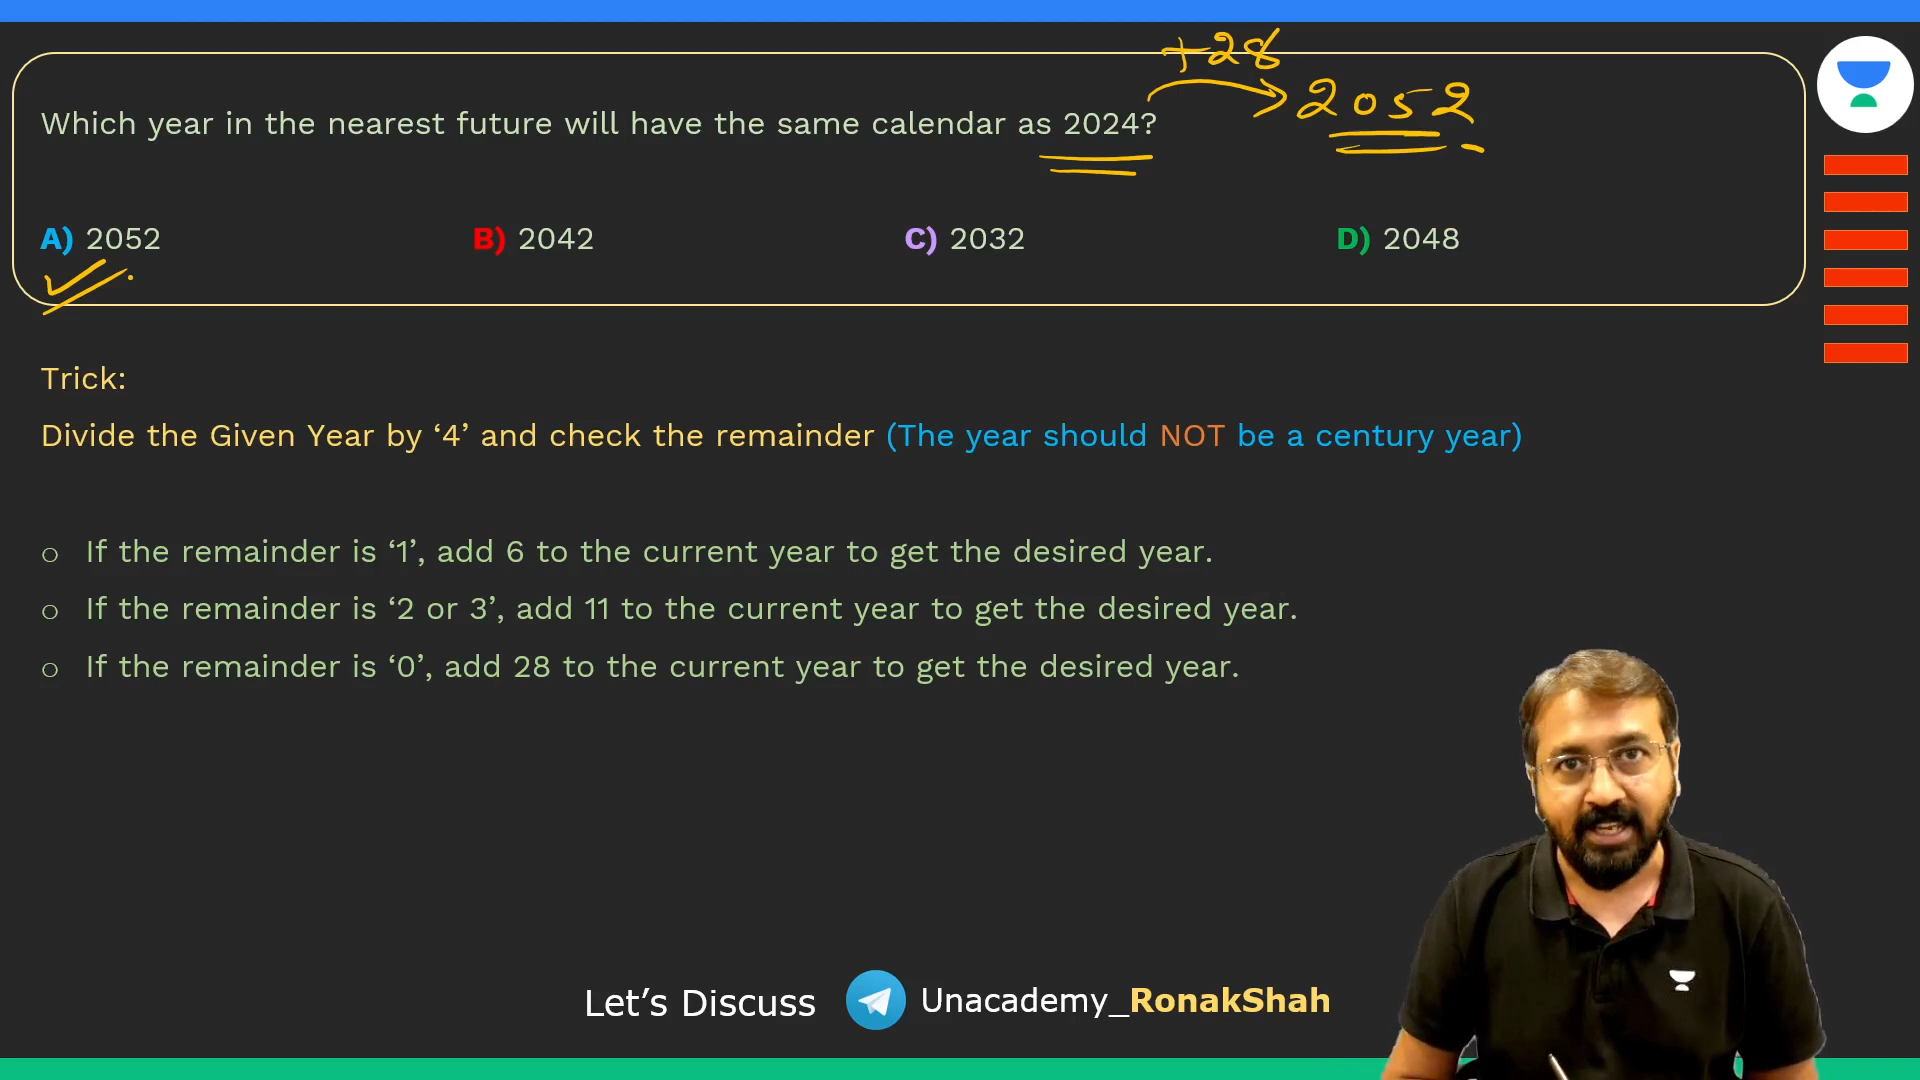 +28
2052
Which year in the nearest future will have the same calendar as 2024?
A) 2052 B) 2042 C) 2032 D) 2048
Trick:
Divide the Given Year by ‘4’ and check the remainder (The year should NOT be a century year)
o If the remainder is ‘1’, add 6 to the current year to get the desired year.
o If the remainder is ‘2 or 3’, add 11 to the current year to get the desired year.
o If the remainder is ‘0’, add 28 to the current year to get the desired year.
Let’s Discuss Unacademy_RonakShah